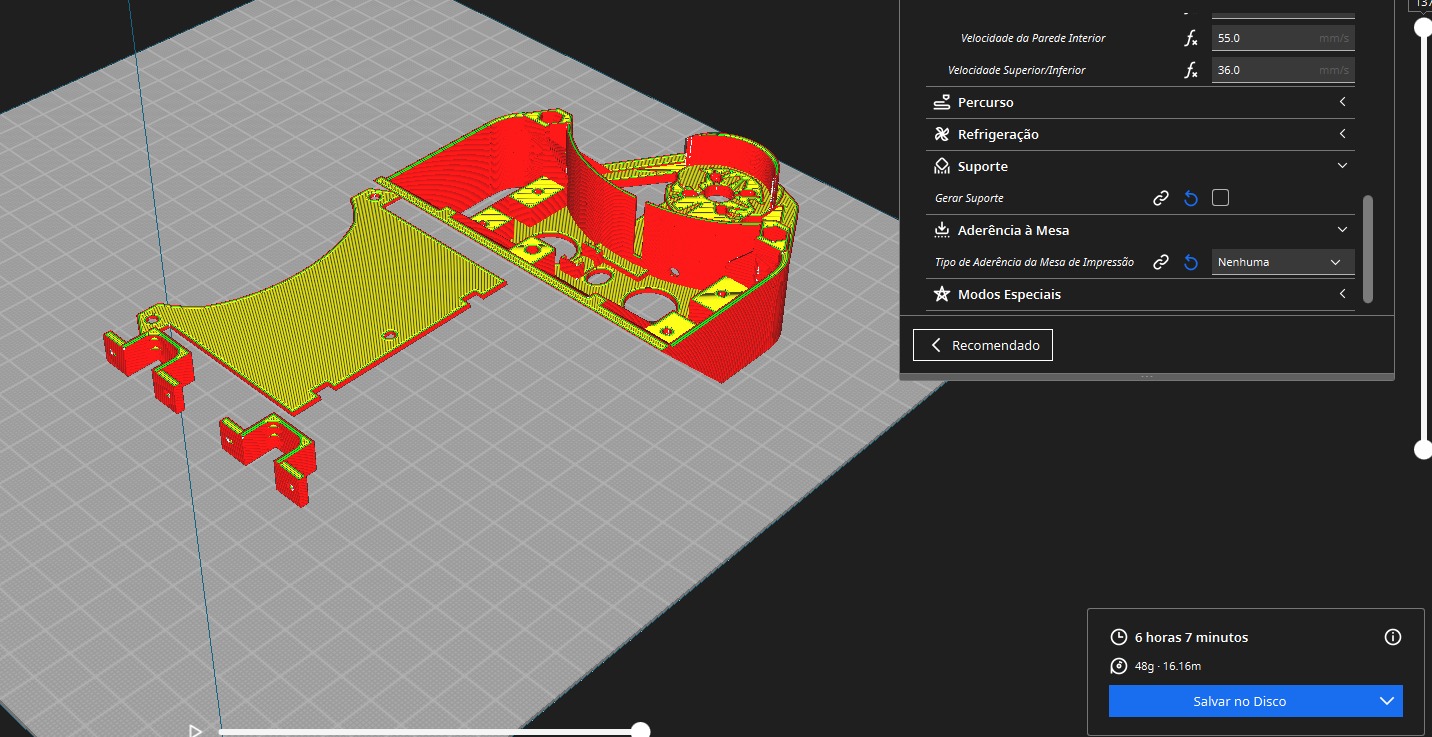 Velocidade da Parede Interior 55.0 mm/s
Velocidade Superior/Inferior 36.0 mm/s
Percurso
Refrigeração
Suporte
Gerar Suporte
Aderência à Mesa
Tipo de Aderência da Mesa de Impressão Nenhuma
Modos Especiais
Recomendado
6 horas 7 minutos
48g · 16.16m
Salvar no Disco